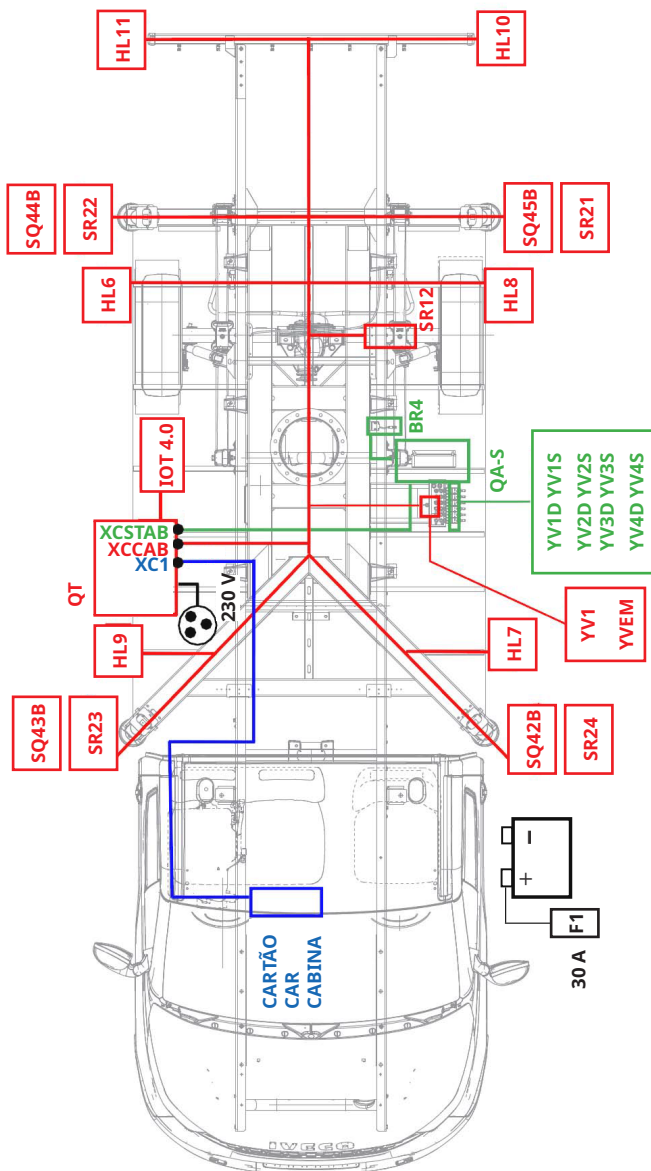 HL11
HL10
SQ44B
SR22
SQ45B
SR21
HL6
HL8
SR12
IOT 4.0
BR4
QA-S
XCSTAB
XCCAB
XC1
QT
230 V
YV1D YV1S
YV2D YV2S
YV3D YV3S
YV4D YV4S
HL9
HL7
YV1
YVEM
SQ43B
SR23
SQ42B
SR24
CARTÃO
CAR
CABINA
+ -
F1
30 A
IVECO